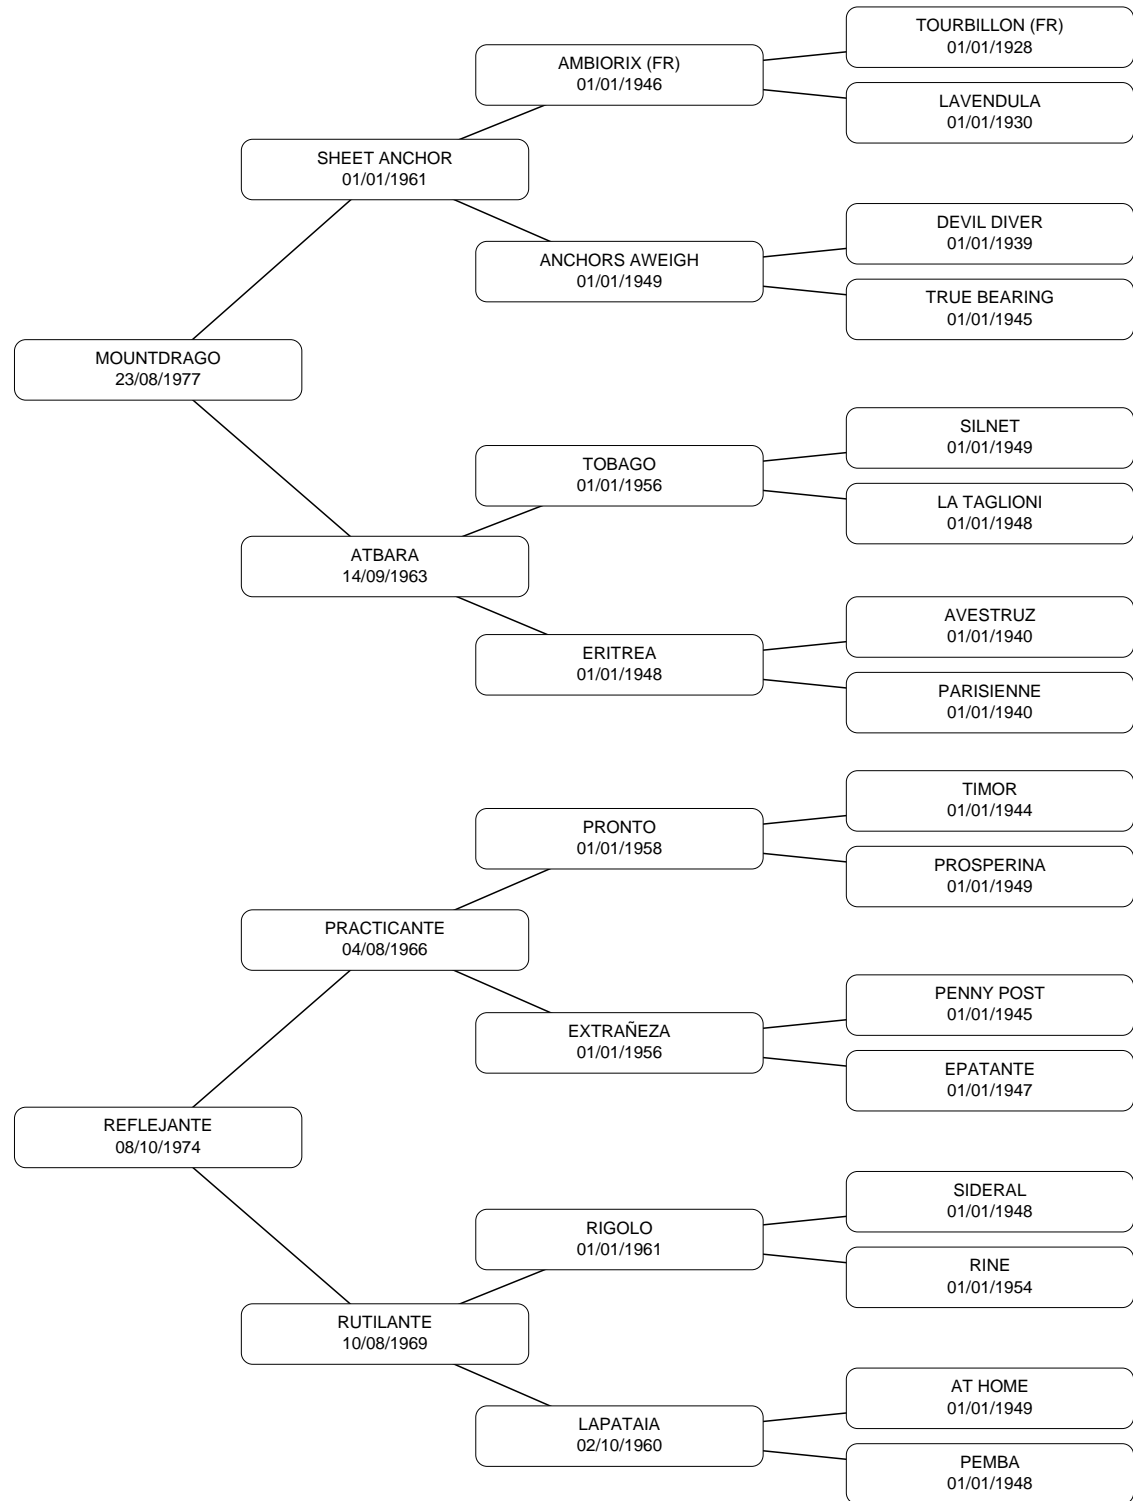 TOURBILLON (FR)
01/01/1928
AMBIORIX (FR)
01/01/1946
LAVENDULA
01/01/1930
SHEET ANCHOR
01/01/1961
DEVIL DIVER
01/01/1939
ANCHORS AWEIGH
01/01/1949
TRUE BEARING
01/01/1945
MOUNTDRAGO
23/08/1977
SILNET
01/01/1949
TOBAGO
01/01/1956
LA TAGLIONI
01/01/1948
ATBARA
14/09/1963
AVESTRUZ
01/01/1940
ERITREA
01/01/1948
PARISIENNE
01/01/1940
TIMOR
01/01/1944
PRONTO
01/01/1958
PROSPERINA
01/01/1949
PRACTICANTE
04/08/1966
PENNY POST
01/01/1945
EXTRAÑEZA
01/01/1956
EPATANTE
01/01/1947
REFLEJANTE
08/10/1974
SIDERAL
01/01/1948
RIGOLO
01/01/1961
RINE
01/01/1954
RUTILANTE
10/08/1969
AT HOME
01/01/1949
LAPATAIA
02/10/1960
PEMBA
01/01/1948